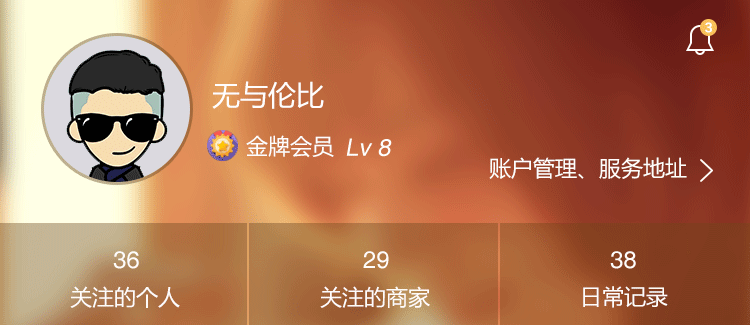 3
无与伦比
金牌会员 Lv 8
账户管理、服务地址
36
关注的个人
29
关注的商家
38
日常记录